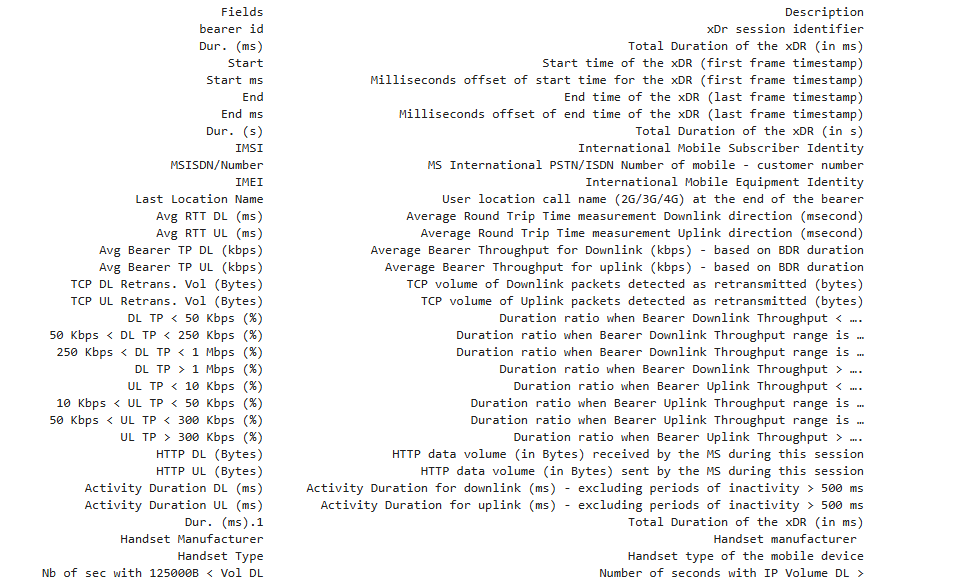 Fields Description
bearer id xDr session identifier
Dur. (ms) Total Duration of the xDR (in ms)
Start Start time of the xDR (first frame timestamp)
Start ms Milliseconds offset of start time for the xDR (first frame timestamp)
End End time of the xDR (last frame timestamp)
End ms Milliseconds offset of end time of the xDR (last frame timestamp)
Dur. (s) Total Duration of the xDR (in s)
IMSI International Mobile Subscriber Identity
MSISDN/Number MS International PSTN/ISDN Number of mobile - customer number
IMEI International Mobile Equipment Identity
Last Location Name User location call name (2G/3G/4G) at the end of the bearer
Avg RTT DL (ms) Average Round Trip Time measurement Downlink direction (msecond)
Avg RTT UL (ms) Average Round Trip Time measurement Uplink direction (msecond)
Avg Bearer TP DL (kbps) Average Bearer Throughput for Downlink (kbps) - based on BDR duration
Avg Bearer TP UL (kbps) Average Bearer Throughput for uplink (kbps) - based on BDR duration
TCP DL Retrans. Vol (Bytes) TCP volume of Downlink packets detected as retransmitted (bytes)
TCP UL Retrans. Vol (Bytes) TCP volume of Uplink packets detected as retransmitted (bytes)
DL TP < 50 Kbps (%) Duration ratio when Bearer Downlink Throughput < ….
50 Kbps < DL TP < 250 Kbps (%) Duration ratio when Bearer Downlink Throughput range is …
250 Kbps < DL TP < 1 Mbps (%) Duration ratio when Bearer Downlink Throughput range is …
DL TP > 1 Mbps (%) Duration ratio when Bearer Downlink Throughput > ….
UL TP < 10 Kbps (%) Duration ratio when Bearer Uplink Throughput < ….
10 Kbps < UL TP < 50 Kbps (%) Duration ratio when Bearer Uplink Throughput range is …
50 Kbps < UL TP < 300 Kbps (%) Duration ratio when Bearer Uplink Throughput range is …
UL TP > 300 Kbps (%) Duration ratio when Bearer Uplink Throughput > ….
HTTP DL (Bytes) HTTP data volume (in Bytes) received by the MS during this session
HTTP UL (Bytes) HTTP data volume (in Bytes) sent by the MS during this session
Activity Duration DL (ms) Activity Duration for downlink (ms) - excluding periods of inactivity > 500 ms
Activity Duration UL (ms) Activity Duration for uplink (ms) - excluding periods of inactivity > 500 ms
Dur. (ms).1 Total Duration of the xDR (in ms)
Handset Manufacturer Handset manufacturer
Handset Type Handset type of the mobile device
Nb of sec with 125000B < Vol DL Number of seconds with IP Volume DL >